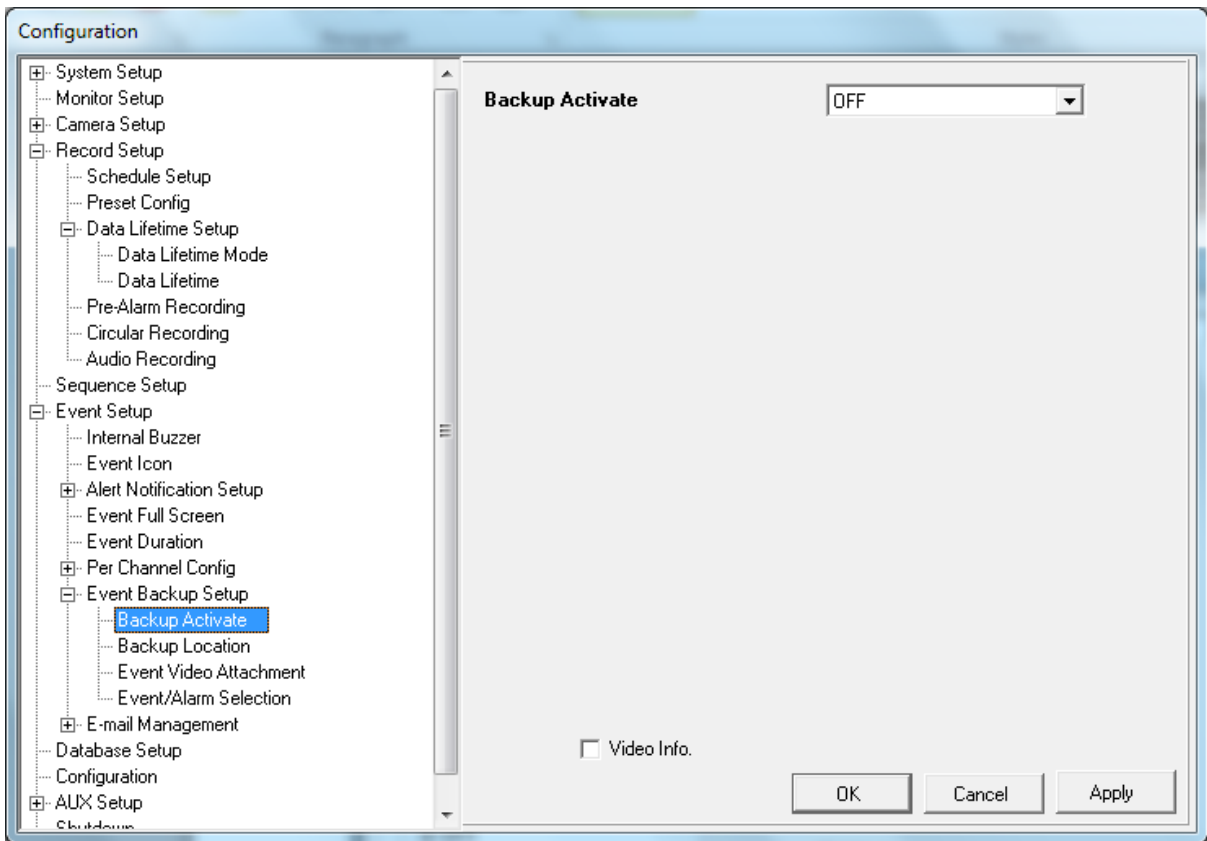 Configuration
System Setup
Monitor Setup
Camera Setup
Record Setup
Schedule Setup
Preset Config
Data Lifetime Setup
Data Lifetime Mode
Data Lifetime
Pre-Alarm Recording
Circular Recording
Audio Recording
Sequence Setup
Event Setup
Internal Buzzer
Event Icon
Alert Notification Setup
Event Full Screen
Event Duration
Per Channel Config
Event Backup Setup
Backup Activate
Backup Location
Event Video Attachment
Event/Alarm Selection
E-mail Management
Database Setup
Configuration
AUX Setup
Shutdown
Backup Activate OFF
Video Info.
OK Cancel Apply